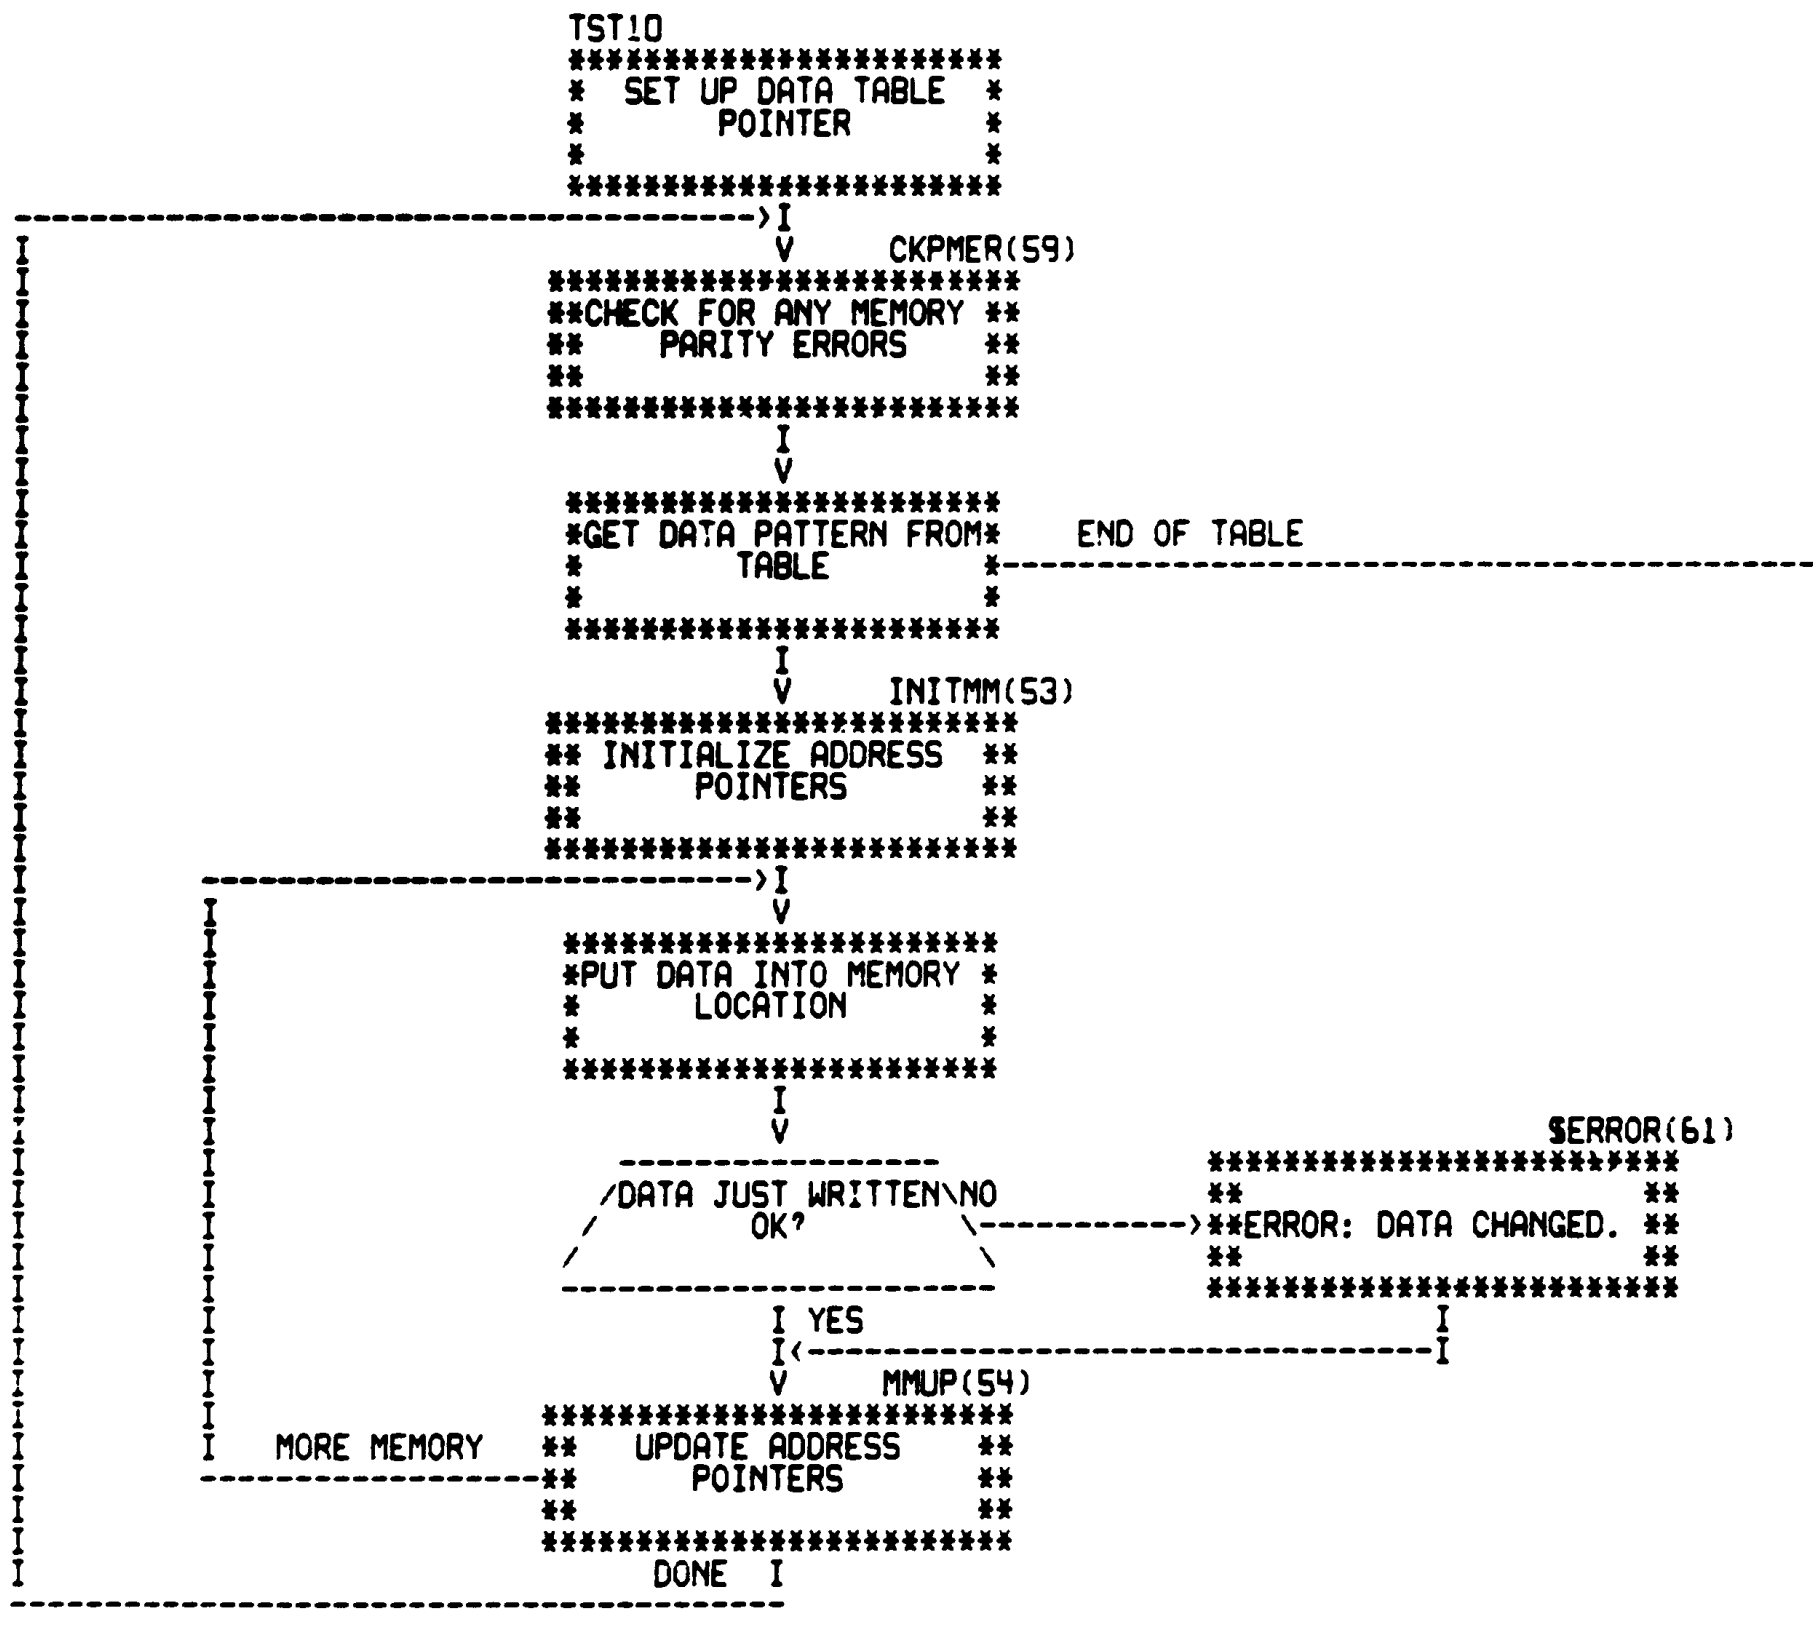 TST10
SET UP DATA TABLE
POINTER
CKPMER(59)
CHECK FOR ANY MEMORY
PARITY ERRORS
GET DATA PATTERN FROM
TABLE
END OF TABLE
INITMM(53)
INITIALIZE ADDRESS
POINTERS
PUT DATA INTO MEMORY
LOCATION
DATA JUST WRITTEN
OK?
NO
$ERROR(61)
ERROR: DATA CHANGED.
YES
MMUP(54)
UPDATE ADDRESS
POINTERS
MORE MEMORY
DONE